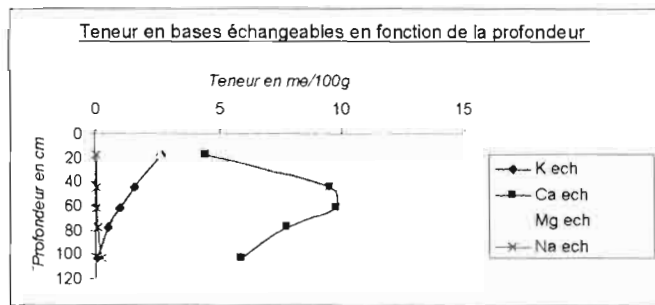 Teneur en bases échangeables en fonction de la profondeur
Teneur en me/100g
0 5 10 15
Profondeur en cm
0
20
40
60
80
100
120
K ech
Ca ech
Mg ech
Na ech